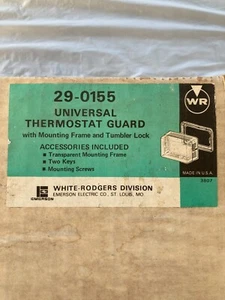 29-0155
WR
UNIVERSAL
THERMOSTAT GUARD
with Mounting Frame and Tumbler Lock
ACCESSORIES INCLUDED
• Transparent Mounting Frame
• Two Keys
• Mounting Screws
MADE IN U.S.A.
EMERSON
WHITE-RODGERS DIVISION
EMERSON ELECTRIC CO., ST. LOUIS, MO.